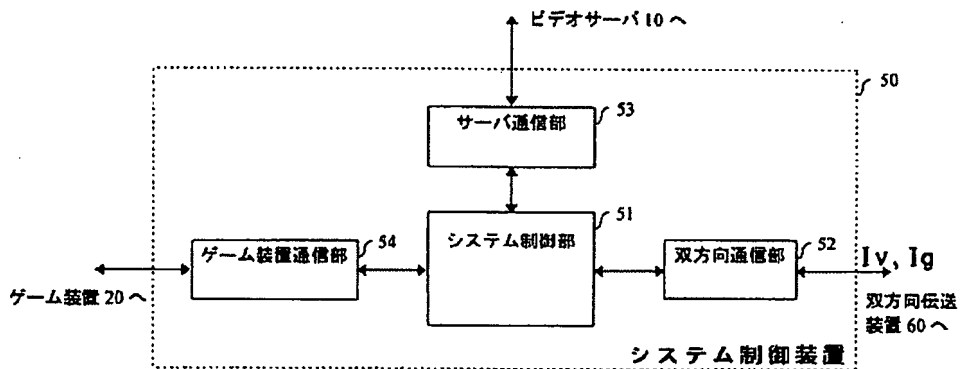 ビデオサーバ 10 へ
50
サーバ通信部
53
システム制御部
51
ゲーム装置通信部
54
双方向通信部
52
Iv, Ig
ゲーム装置 20 へ
双方向伝送
装置 60 へ
システム制御装置